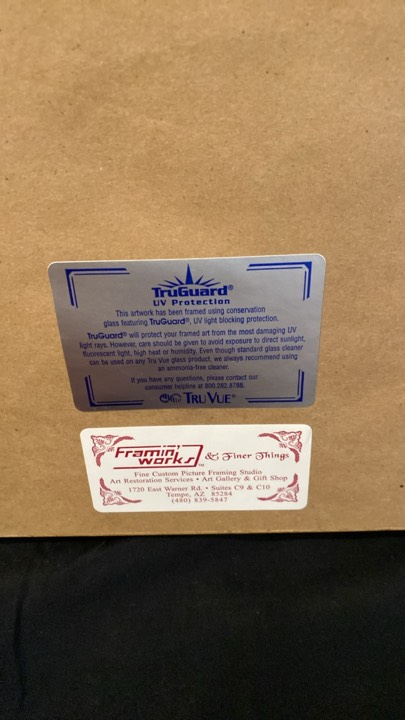 TruGuard®
UV Protection
This artwork has been framed using conservation
glass featuring TruGuard®, UV light blocking protection.
TruGuard® will protect your framed art from the most damaging UV
light rays. However, care should be given to avoid exposure to direct sunlight,
fluorescent light, high heat or humidity. Even though standard glass cleaner
can be used on any Tru Vue glass product, we always recommend using
an ammonia-free cleaner.
If you have any questions, please contact our
consumer helpline at 800.282.8788.
TRU VUE®
Framin'
works™
& Finer Things
Fine Custom Picture Framing Studio
Art Restoration Services • Art Gallery & Gift Shop
1720 East Warner Rd. • Suites C9 & C10
Tempe, AZ 85284
(480) 839-5847